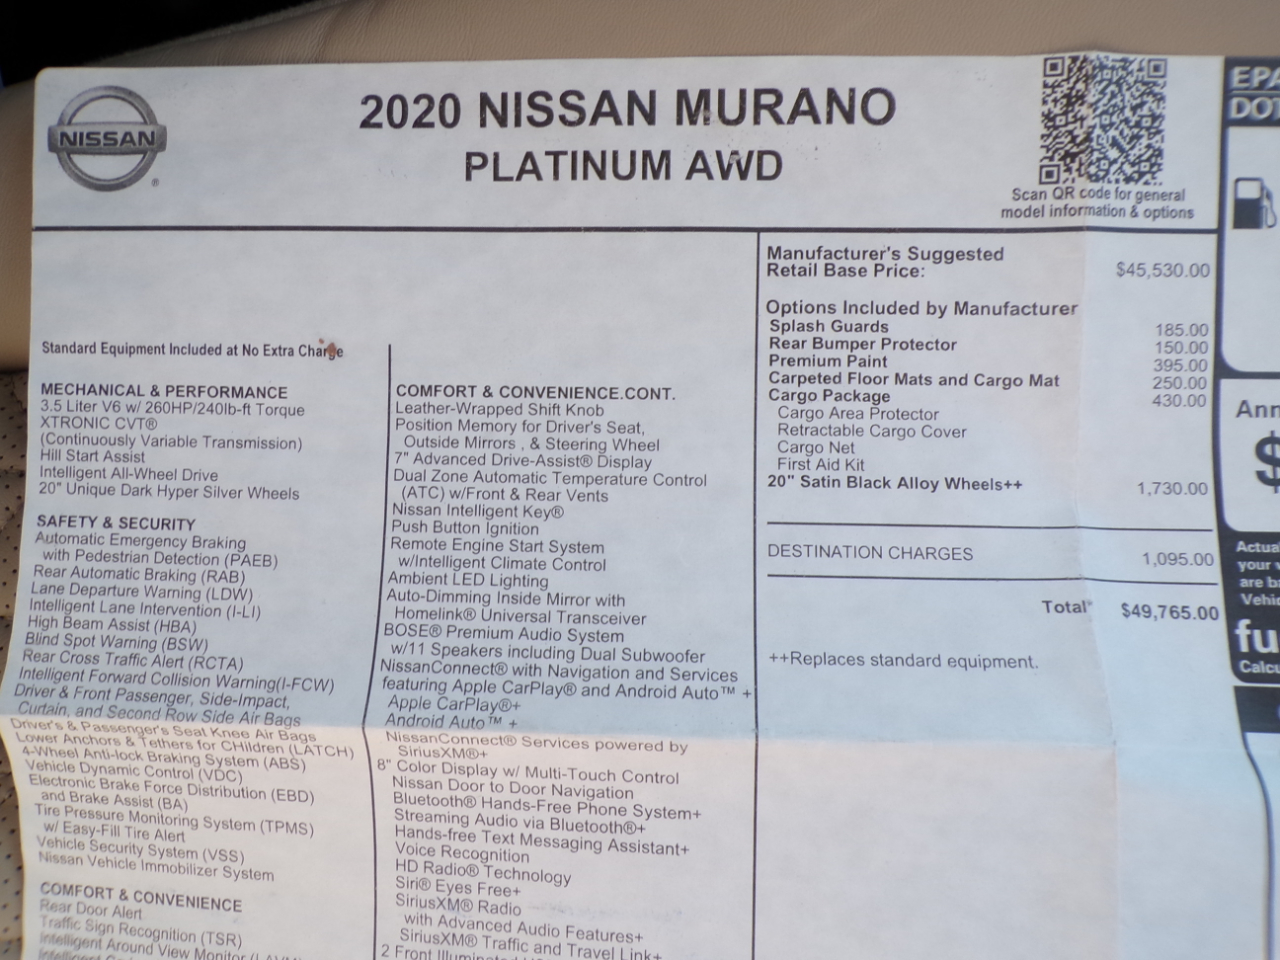 NISSAN
®
2020 NISSAN MURANO
PLATINUM AWD
Scan QR code for general
model information & options
Standard Equipment Included at No Extra Charge
MECHANICAL & PERFORMANCE
3.5 Liter V6 w/ 260HP/240lb-ft Torque
XTRONIC CVT®
(Continuously Variable Transmission)
Hill Start Assist
Intelligent All-Wheel Drive
20" Unique Dark Hyper Silver Wheels
SAFETY & SECURITY
Automatic Emergency Braking
with Pedestrian Detection (PAEB)
Rear Automatic Braking (RAB)
Lane Departure Warning (LDW)
Intelligent Lane Intervention (I-LI)
High Beam Assist (HBA)
Blind Spot Warning (BSW)
Rear Cross Traffic Alert (RCTA)
Intelligent Forward Collision Warning(I-FCW)
Driver & Front Passenger, Side-Impact,
Curtain, and Second Row Side Air Bags
Driver's & Passenger's Seat Knee Air Bags
Lower Anchors & Tethers for CHildren (LATCH)
4-Wheel Anti-lock Braking System (ABS)
Vehicle Dynamic Control (VDC)
Electronic Brake Force Distribution (EBD)
and Brake Assist (BA)
Tire Pressure Monitoring System (TPMS)
w/ Easy-Fill Tire Alert
Vehicle Security System (VSS)
Nissan Vehicle Immobilizer System
COMFORT & CONVENIENCE
Rear Door Alert
Traffic Sign Recognition (TSR)
Intelligent Around View Monitor
Intelligent
COMFORT & CONVENIENCE.CONT.
Leather-Wrapped Shift Knob
Position Memory for Driver's Seat,
Outside Mirrors , & Steering Wheel
7" Advanced Drive-Assist® Display
Dual Zone Automatic Temperature Control
(ATC) w/Front & Rear Vents
Nissan Intelligent Key®
Push Button Ignition
Remote Engine Start System
w/Intelligent Climate Control
Ambient LED Lighting
Auto-Dimming Inside Mirror with
Homelink® Universal Transceiver
BOSE® Premium Audio System
w/11 Speakers including Dual Subwoofer
NissanConnect® with Navigation and Services
featuring Apple CarPlay® and Android Auto™ +
Apple CarPlay®+
Android Auto™ +
NissanConnect® Services powered by
SiriusXM®+
8" Color Display w/ Multi-Touch Control
Nissan Door to Door Navigation
Bluetooth® Hands-Free Phone System+
Streaming Audio via Bluetooth®+
Hands-free Text Messaging Assistant+
Voice Recognition
HD Radio® Technology
Siri® Eyes Free+
SiriusXM® Radio
with Advanced Audio Features+
SiriusXM® Traffic and Travel Link+
2 Front
Manufacturer's Suggested
Retail Base Price: $45,530.00
Options Included by Manufacturer
Splash Guards 185.00
Rear Bumper Protector 150.00
Premium Paint 395.00
Carpeted Floor Mats and Cargo Mat 250.00
Cargo Package 430.00
Cargo Area Protector
Retractable Cargo Cover
Cargo Net
First Aid Kit
20" Satin Black Alloy Wheels++ 1,730.00
DESTINATION CHARGES 1,095.00
Total* $49,765.00
++Replaces standard equipment.
EPA
DOT
Ann
$
Actua
your v
are ba
Vehic
fu
Calcu